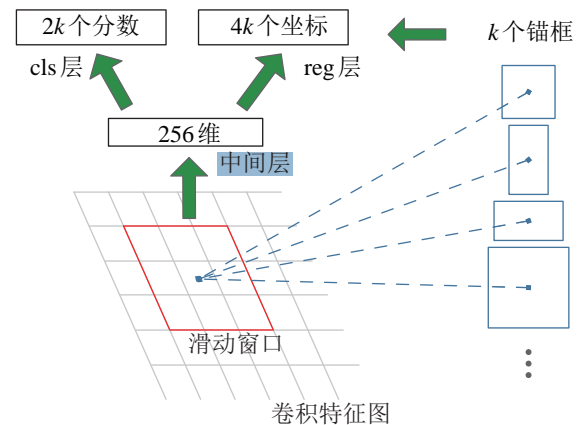 2k个分数
4k个坐标
k个锚框
cls层
reg层
256维
中间层
滑动窗口
卷积特征图